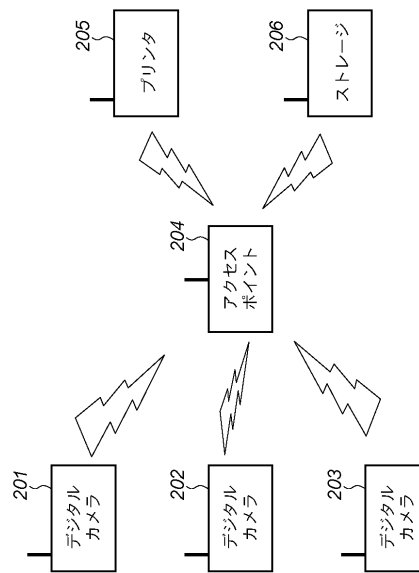 201
デジタル
カメラ
202
デジタル
カメラ
203
デジタル
カメラ
204
アクセス
ポイント
205
プリンタ
206
ストレージ